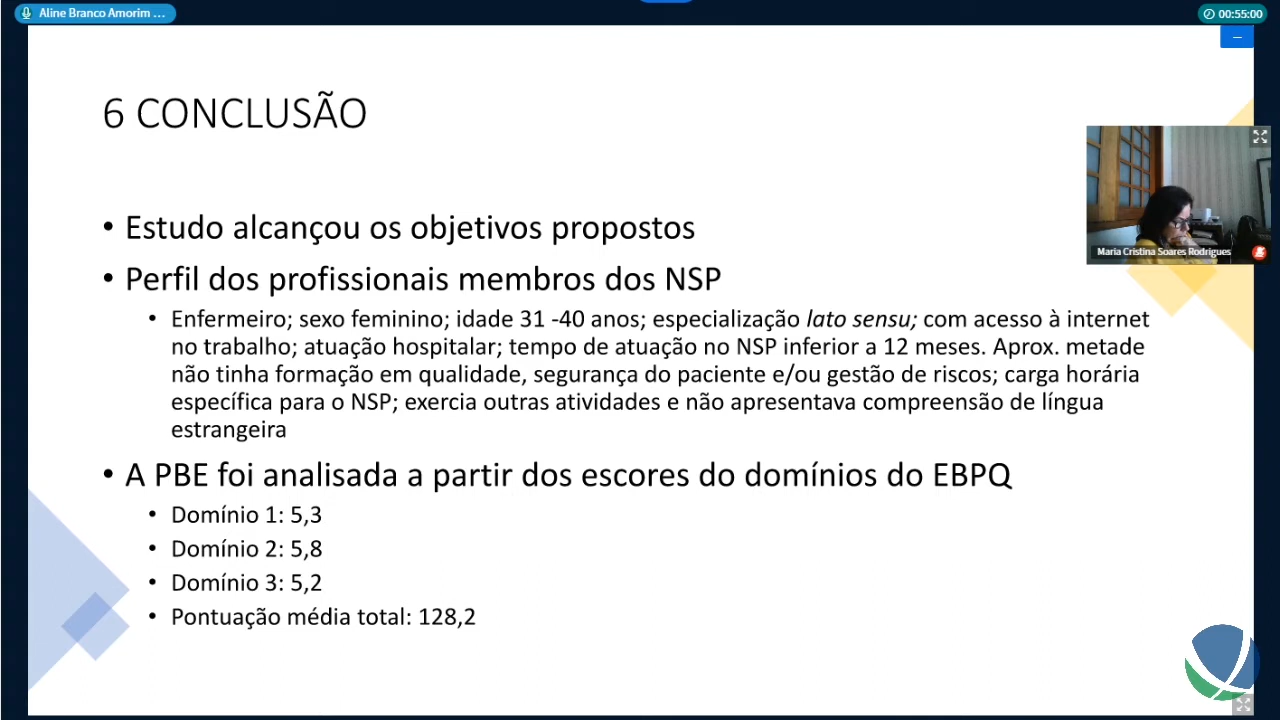 Aline Branco Amorim ...
00:55:00
6 CONCLUSÃO
• Estudo alcançou os objetivos propostos
• Perfil dos profissionais membros dos NSP
• Enfermeiro; sexo feminino; idade 31 -40 anos; especialização lato sensu; com acesso à internet
no trabalho; atuação hospitalar; tempo de atuação no NSP inferior a 12 meses. Aprox. metade
não tinha formação em qualidade, segurança do paciente e/ou gestão de riscos; carga horária
específica para o NSP; exercia outras atividades e não apresentava compreensão de língua
estrangeira
Maria Cristina Soares Rodrigues
• A PBE foi analisada a partir dos escores do domínios do EBPQ
• Domínio 1: 5,3
• Domínio 2: 5,8
• Domínio 3: 5,2
• Pontuação média total: 128,2